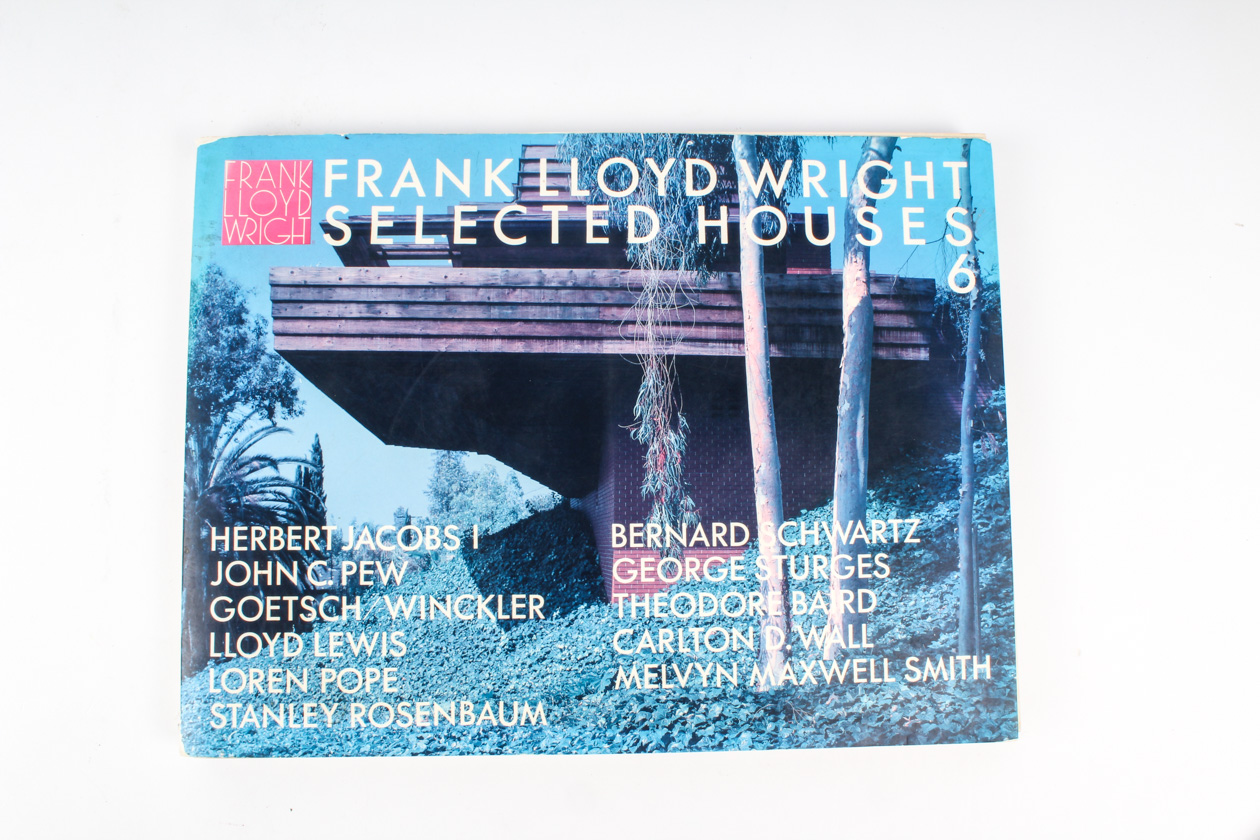 FRANK
LLOYD
WRIGHT
FRANK LLOYD WRIGHT
SELECTED HOUSES
6
HERBERT JACOBS I
JOHN C. PEW
GOETSCH/WINCKLER
LLOYD LEWIS
LOREN POPE
STANLEY ROSENBAUM
BERNARD SCHWARTZ
GEORGE STURGES
THEODORE BAIRD
CARLTON D. WALL
MELVYN MAXWELL SMITH